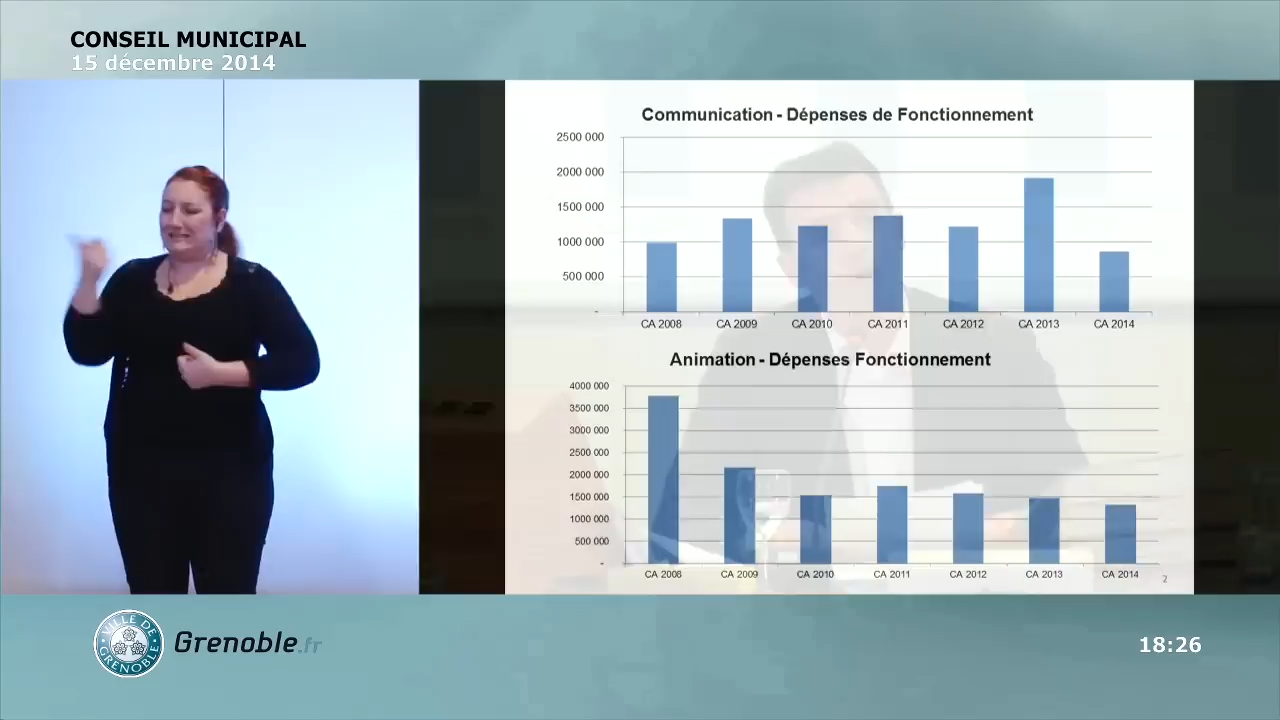 CONSEIL MUNICIPAL
15 décembre 2014
Communication - Dépenses de Fonctionnement
2500 000
2000 000
1500 000
1000 000
500 000
-
CA 2008 CA 2009 CA 2010 CA 2011 CA 2012 CA 2013 CA 2014
Animation - Dépenses Fonctionnement
4000 000
3500 000
3000 000
2500 000
2000 000
1500 000
1000 000
500 000
-
CA 2008 CA 2009 CA 2010 CA 2011 CA 2012 CA 2013 CA 2014
2
VILLE DE GRENOBLE
Grenoble.fr
18:26